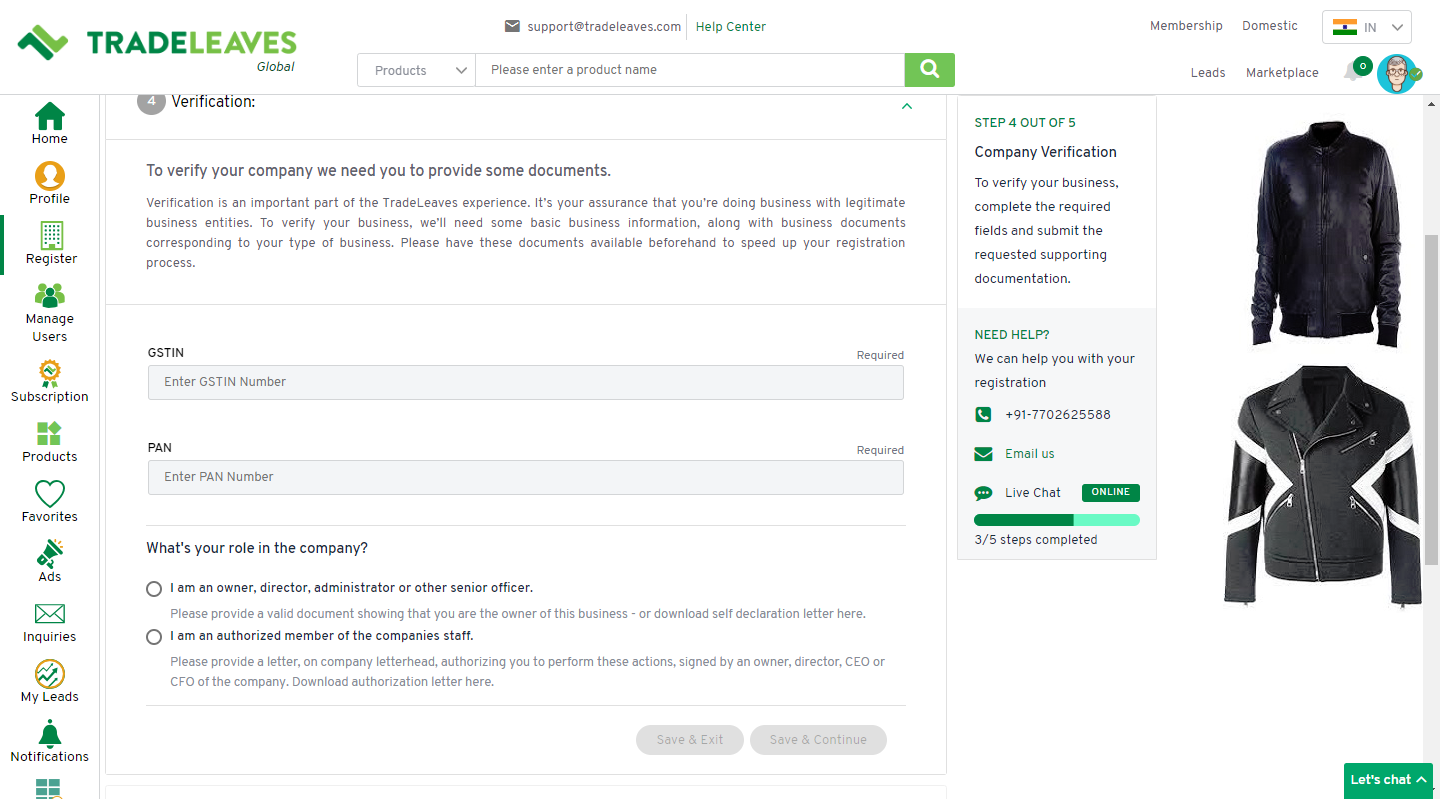 TRADELEAVES
Global
support@tradeleaves.com
Help Center
Products
Please enter a product name
Membership
Domestic
IN
Leads
Marketplace
0
Home
Profile
Register
Manage
Users
Subscription
Products
Favorites
Ads
Inquiries
My Leads
Notifications
4 Verification:
To verify your company we need you to provide some documents.
Verification is an important part of the TradeLeaves experience. It's your assurance that you're doing business with legitimate
business entities. To verify your business, we'll need some basic business information, along with business documents
corresponding to your type of business. Please have these documents available beforehand to speed up your registration
process.
GSTIN
Required
Enter GSTIN Number
PAN
Required
Enter PAN Number
What's your role in the company?
I am an owner, director, administrator or other senior officer.
Please provide a valid document showing that you are the owner of this business - or download self declaration letter here.
I am an authorized member of the companies staff.
Please provide a letter, on company letterhead, authorizing you to perform these actions, signed by an owner, director, CEO or
CFO of the company. Download authorization letter here.
Save & Exit
Save & Continue
STEP 4 OUT OF 5
Company Verification
To verify your business,
complete the required
fields and submit the
requested supporting
documentation.
NEED HELP?
We can help you with your
registration
+91-7702625588
Email us
Live Chat
ONLINE
3/5 steps completed
Let's chat